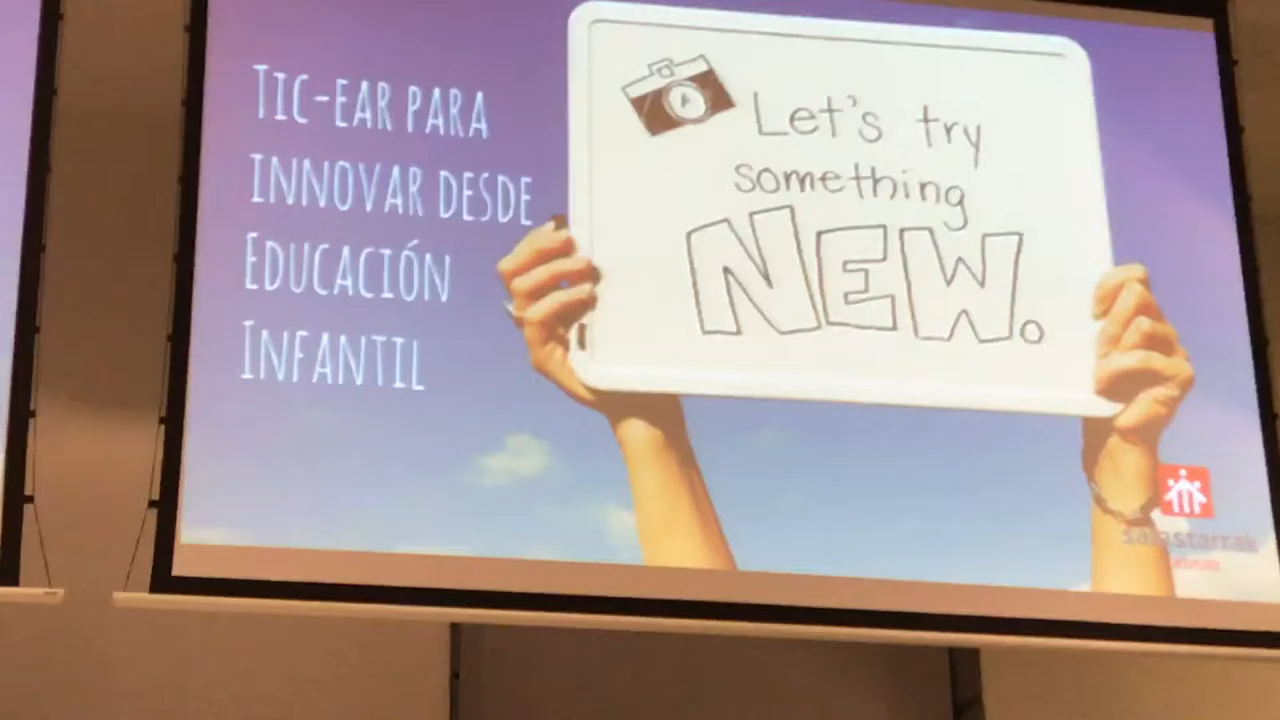 TIC-EAR PARA
INNOVAR DESDE
EDUCACIÓN
INFANTIL
Let's try
something
NEW.